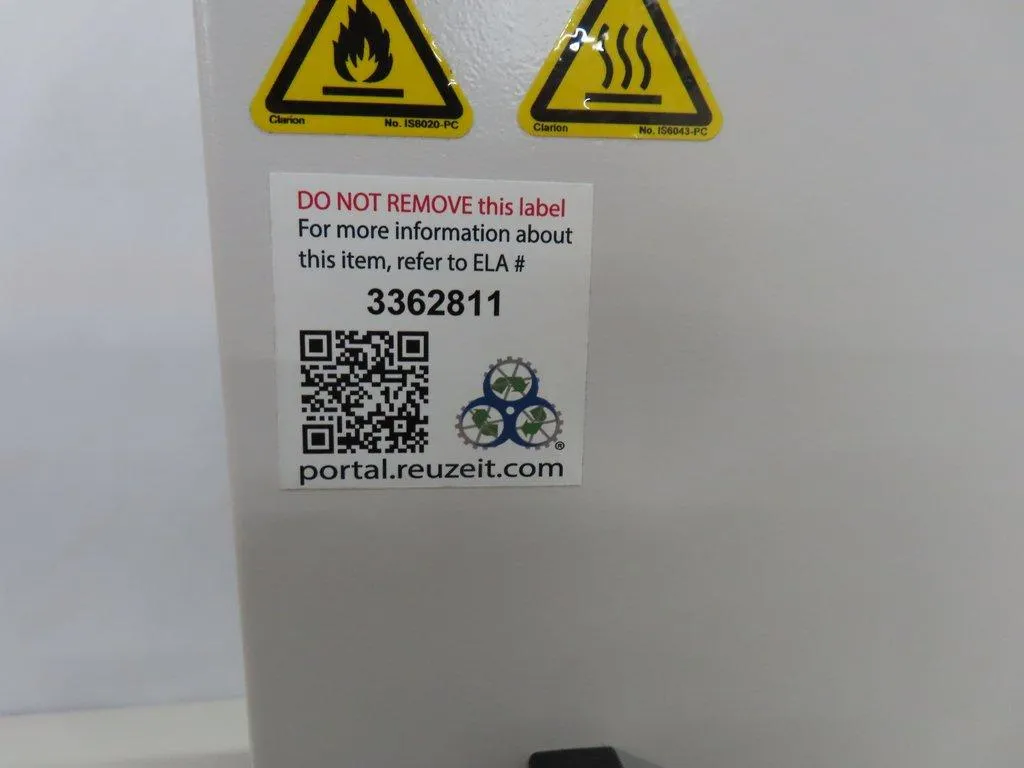 Clarion No. IS6020-PC
Clarion No. IS6043-PC
DO NOT REMOVE this label
For more information about
this item, refer to ELA #
3362811
®
portal.reuzeit.com